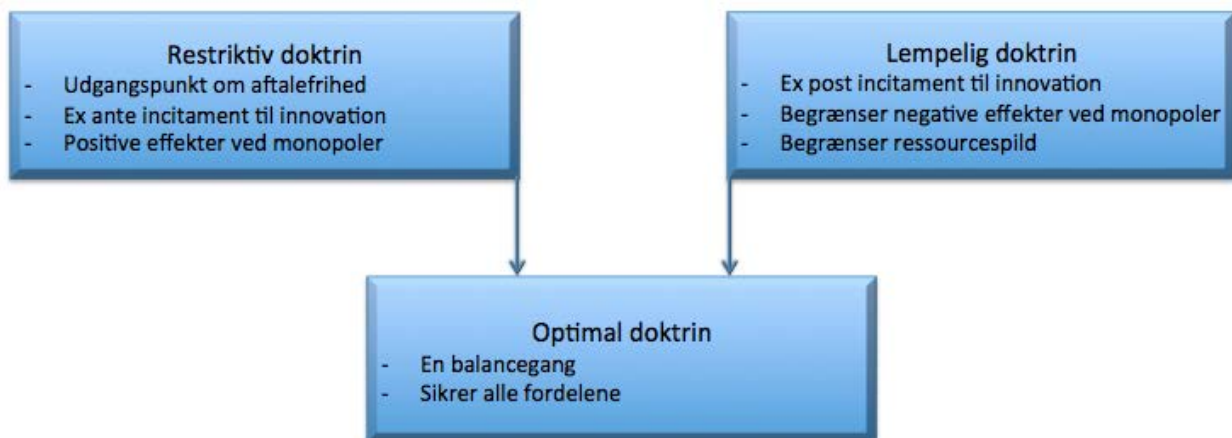 Restriktiv doktrin
- Udgangspunkt om aftalefrihed
- Ex ante incitament til innovation
- Positive effekter ved monopoler
Lempelig doktrin
- Ex post incitament til innovation
- Begrænser negative effekter ved monopoler
- Begrænser ressourcespild
Optimal doktrin
- En balancegang
- Sikrer alle fordelene